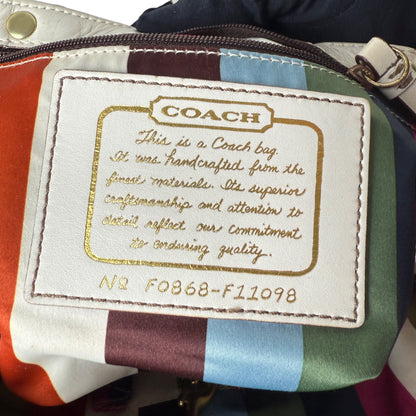 COACH
This is a Coach bag.
It was handcrafted from the
finest materials. Its superior
craftsmanship and attention to
detail reflect our commitment
to enduring quality.
No F0868-F11098